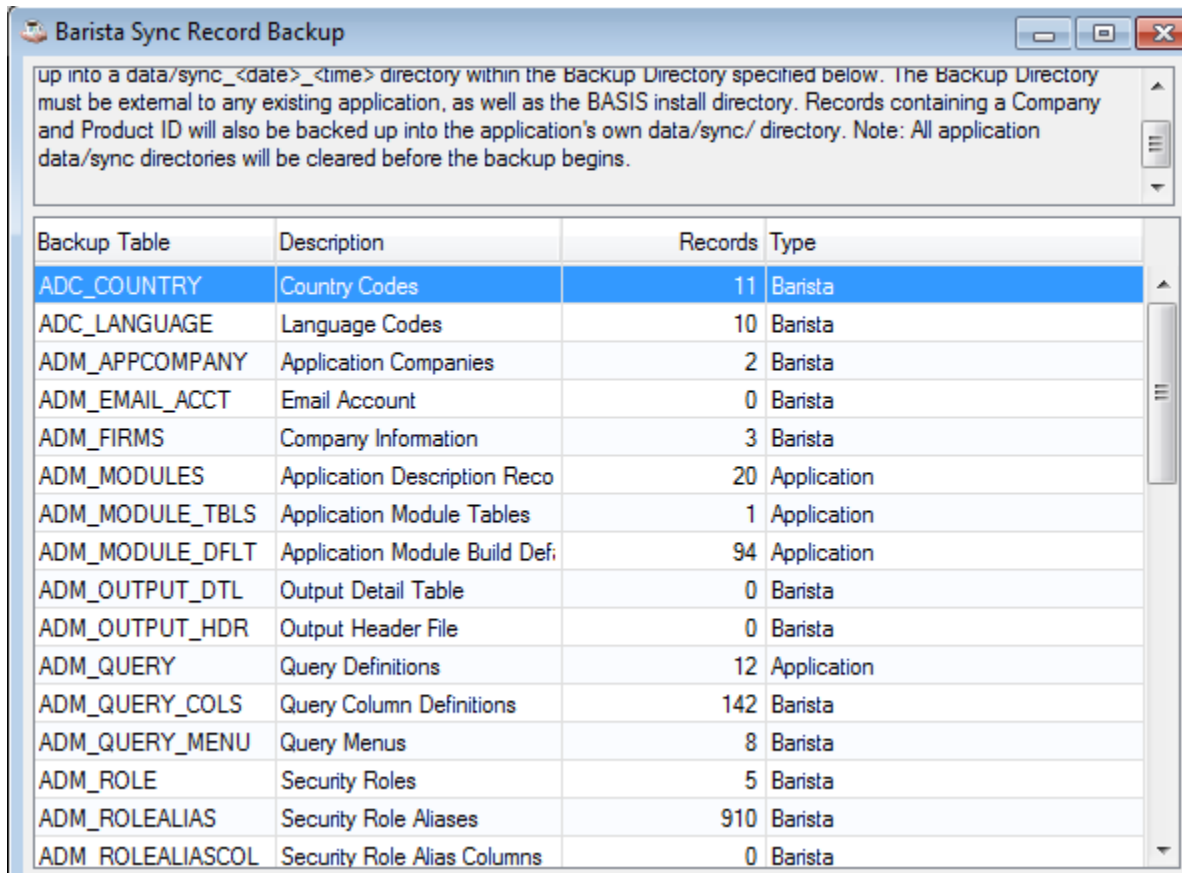 Barista Sync Record Backup
up into a data/sync_<date>_<time> directory within the Backup Directory specified below. The Backup Directory
must be external to any existing application, as well as the BASIS install directory. Records containing a Company
and Product ID will also be backed up into the application's own data/sync/ directory. Note: All application
data/sync directories will be cleared before the backup begins.
Backup Table Description Records Type
ADC_COUNTRY Country Codes 11 Barista
ADC_LANGUAGE Language Codes 10 Barista
ADM_APPCOMPANY Application Companies 2 Barista
ADM_EMAIL_ACCT Email Account 0 Barista
ADM_FIRMS Company Information 3 Barista
ADM_MODULES Application Description Reco 20 Application
ADM_MODULE_TBLS Application Module Tables 1 Application
ADM_MODULE_DFLT Application Module Build Defa 94 Application
ADM_OUTPUT_DTL Output Detail Table 0 Barista
ADM_OUTPUT_HDR Output Header File 0 Barista
ADM_QUERY Query Definitions 12 Application
ADM_QUERY_COLS Query Column Definitions 142 Barista
ADM_QUERY_MENU Query Menus 8 Barista
ADM_ROLE Security Roles 5 Barista
ADM_ROLEALIAS Security Role Aliases 910 Barista
ADM_ROLEALIASCOL Security Role Alias Columns 0 Barista